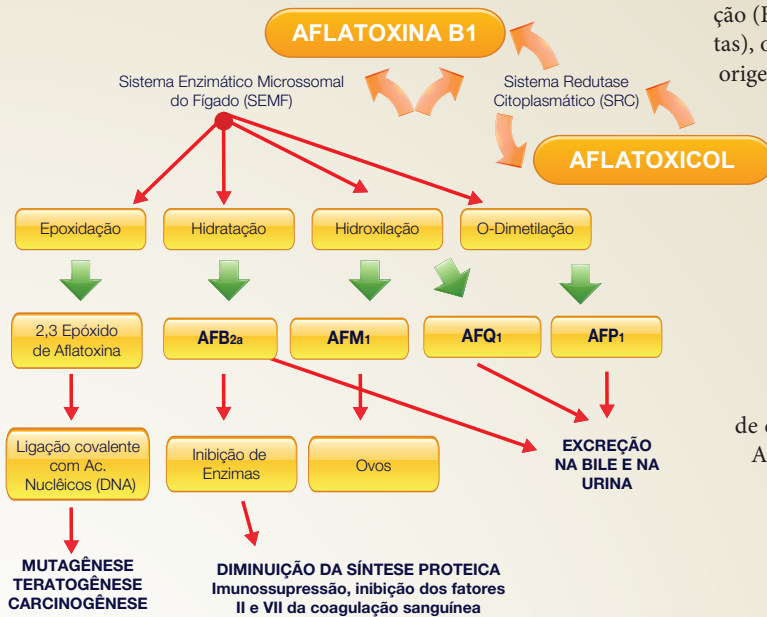 AFLATOXINA B1
Sistema Enzimático Microssomal
do Fígado (SEMF)
Sistema Redutase
Citoplasmático (SRC)
AFLATOXICOL
Epoxidação
Hidratação
Hidroxilação
O-Dimetilação
2,3 Epóxido
de Aflatoxina
AFB2a
AFM1
AFQ1
AFP1
Ligação covalente
com Ac.
Nuclêicos (DNA)
Inibição de
Enzimas
Ovos
EXCREÇÃO
NA BILE E NA
URINA
MUTAGÊNESE
TERATOGÊNESE
CARCINOGÊNESE
DIMINUIÇÃO DA SÍNTESE PROTEICA
Imunossupressão, inibição dos fatores
II e VII da coagulação sanguínea
ção (E
tas), o
orige
de
A